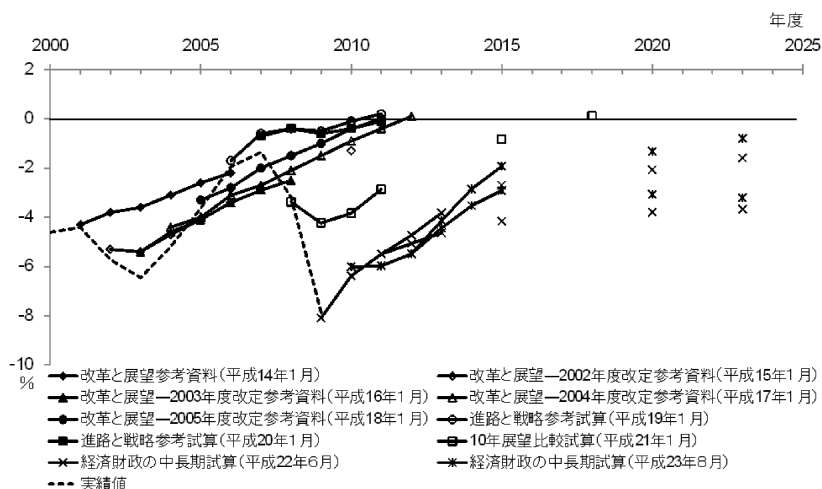 年度
2000 2005 2010 2015 2020 2025
2
0
-2
-4
-6
-8
-10
%
改革と展望参考資料(平成14年1月) 改革と展望―2002年度改定参考資料(平成15年1月)
改革と展望―2003年度改定参考資料(平成16年1月) 改革と展望―2004年度改定参考資料(平成17年1月)
改革と展望―2005年度改定参考資料(平成18年1月) 進路と戦略参考試算(平成19年1月)
進路と戦略参考試算(平成20年1月) 10年展望比較試算(平成21年1月)
経済財政の中長期試算(平成22年6月) 経済財政の中長期試算(平成23年8月)
実績値